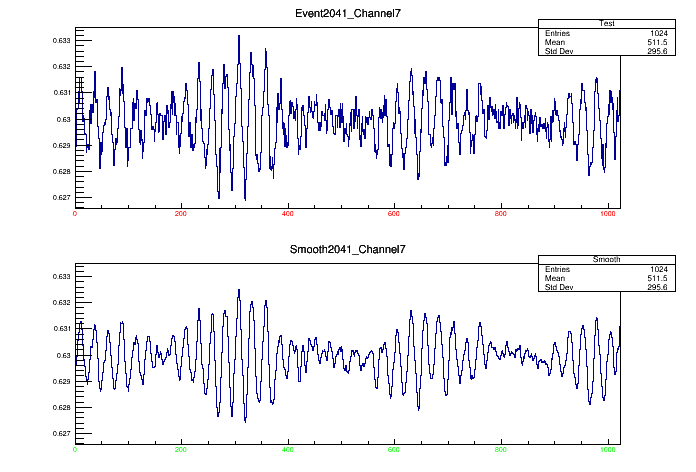 Event2041_Channel7
Test
Entries 1024
Mean 511.5
Std Dev 295.6
0.633
0.632
0.631
0.63
0.629
0.628
0.627
0 200 400 600 800 1000
Smooth2041_Channel7
Smooth
Entries 1024
Mean 511.5
Std Dev 295.6
0.633
0.632
0.631
0.63
0.629
0.628
0.627
0 200 400 600 800 1000